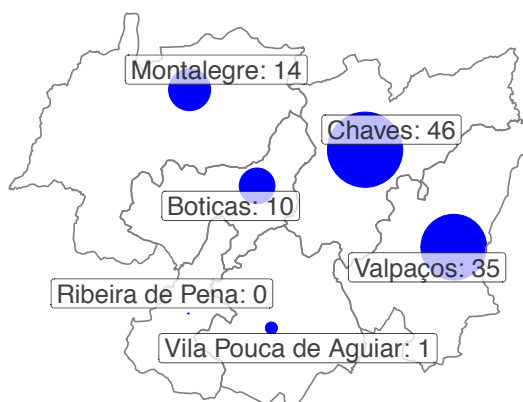 Montalegre: 14
Chaves: 46
Boticas: 10
Valpaços: 35
Ribeira de Pena: 0
Vila Pouca de Aguiar: 1